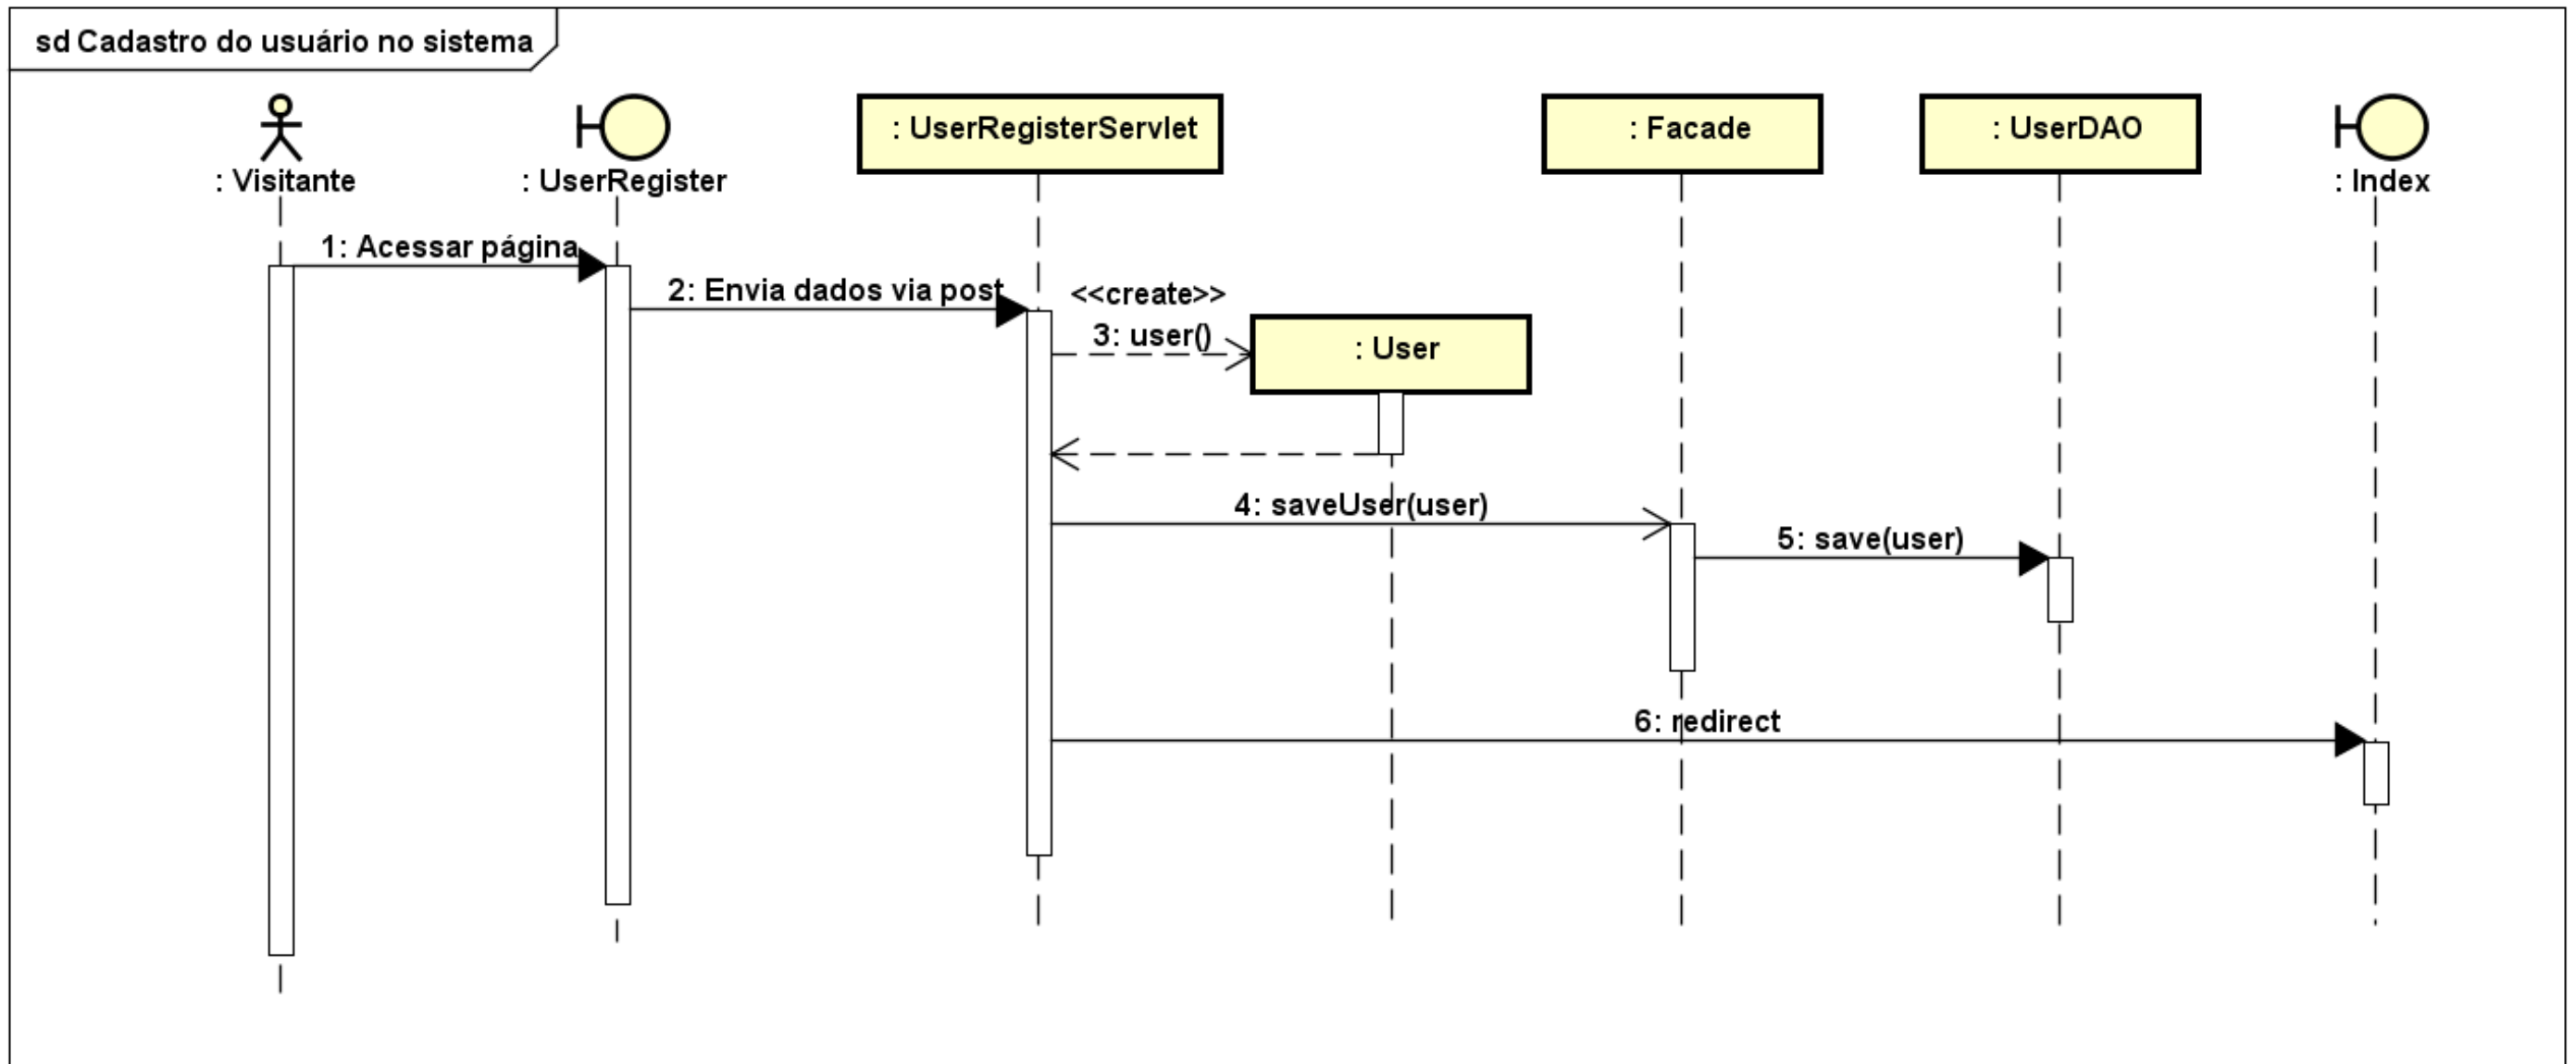 sd Cadastro do usuário no sistema
: Visitante
: UserRegister
: UserRegisterServlet
: Facade
: UserDAO
: Index
1: Acessar página
2: Envia dados via post
<<create>>
3: user()
: User
4: saveUser(user)
5: save(user)
6: redirect